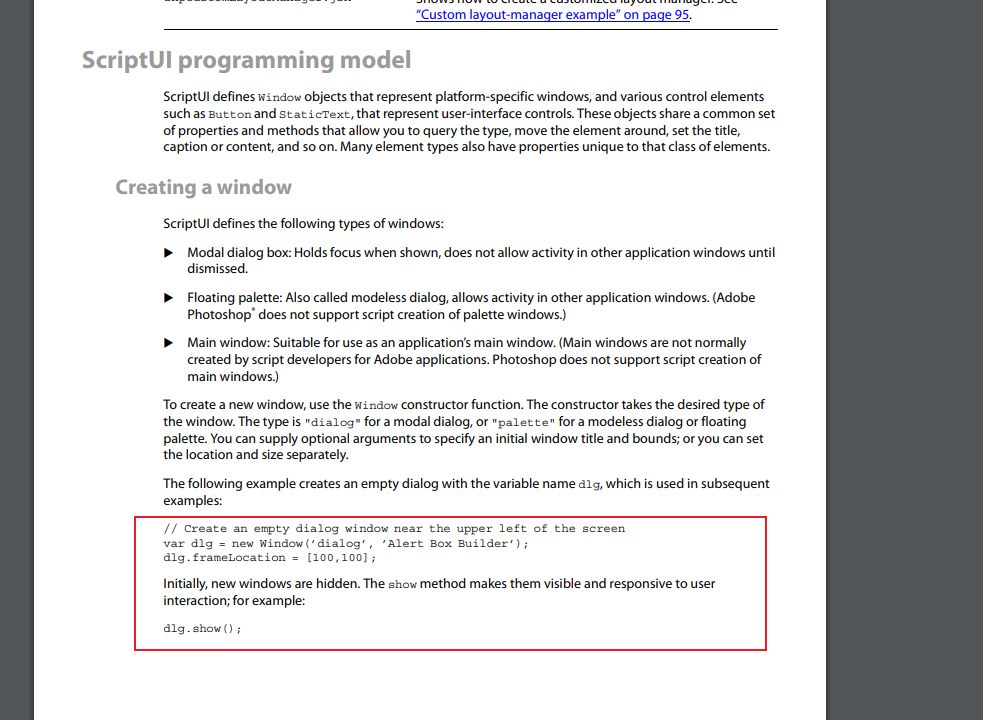 “Custom layout-manager example” on page 95.
ScriptUI programming model
ScriptUI defines Window objects that represent platform-specific windows, and various control elements
such as Button and StaticText, that represent user-interface controls. These objects share a common set
of properties and methods that allow you to query the type, move the element around, set the title,
caption or content, and so on. Many element types also have properties unique to that class of elements.
Creating a window
ScriptUI defines the following types of windows:
► Modal dialog box: Holds focus when shown, does not allow activity in other application windows until
dismissed.
► Floating palette: Also called modeless dialog, allows activity in other application windows. (Adobe
Photoshop® does not support script creation of palette windows.)
► Main window: Suitable for use as an application’s main window. (Main windows are not normally
created by script developers for Adobe applications. Photoshop does not support script creation of
main windows.)
To create a new window, use the Window constructor function. The constructor takes the desired type of
the window. The type is "dialog" for a modal dialog, or "palette" for a modeless dialog or floating
palette. You can supply optional arguments to specify an initial window title and bounds; or you can set
the location and size separately.
The following example creates an empty dialog with the variable name dlg, which is used in subsequent
examples:
// Create an empty dialog window near the upper left of the screen
var dlg = new Window(’dialog’, ’Alert Box Builder’);
dlg.frameLocation = [100,100];
Initially, new windows are hidden. The show method makes them visible and responsive to user
interaction; for example:
dlg.show();